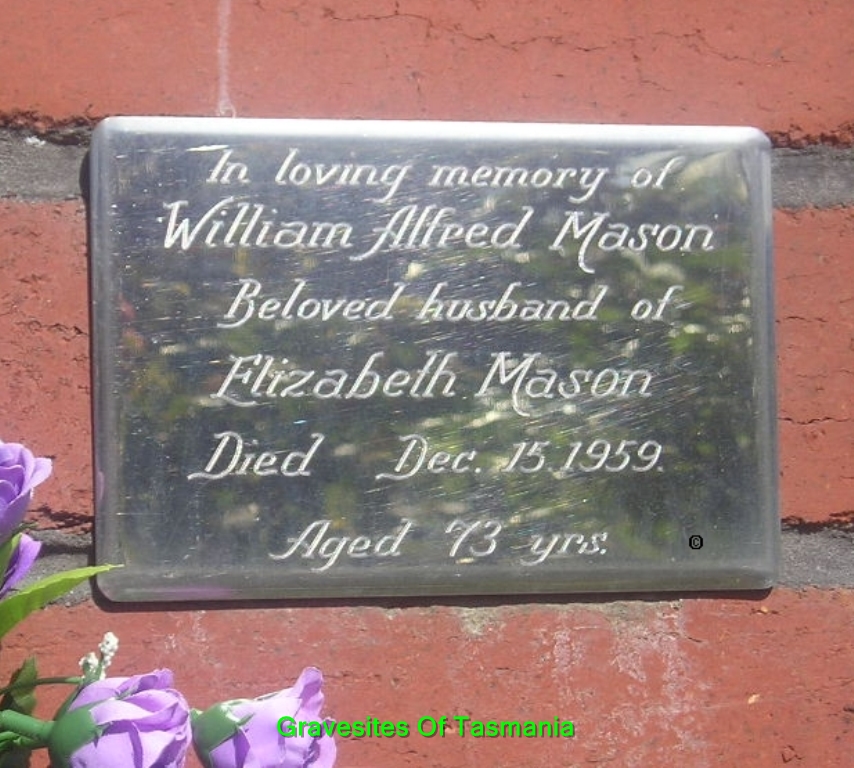 In loving memory of
William Alfred Mason
Beloved husband of
Elizabeth Mason
Died Dec. 15.1959.
Aged 73 yrs.
©
Gravesites Of Tasmania